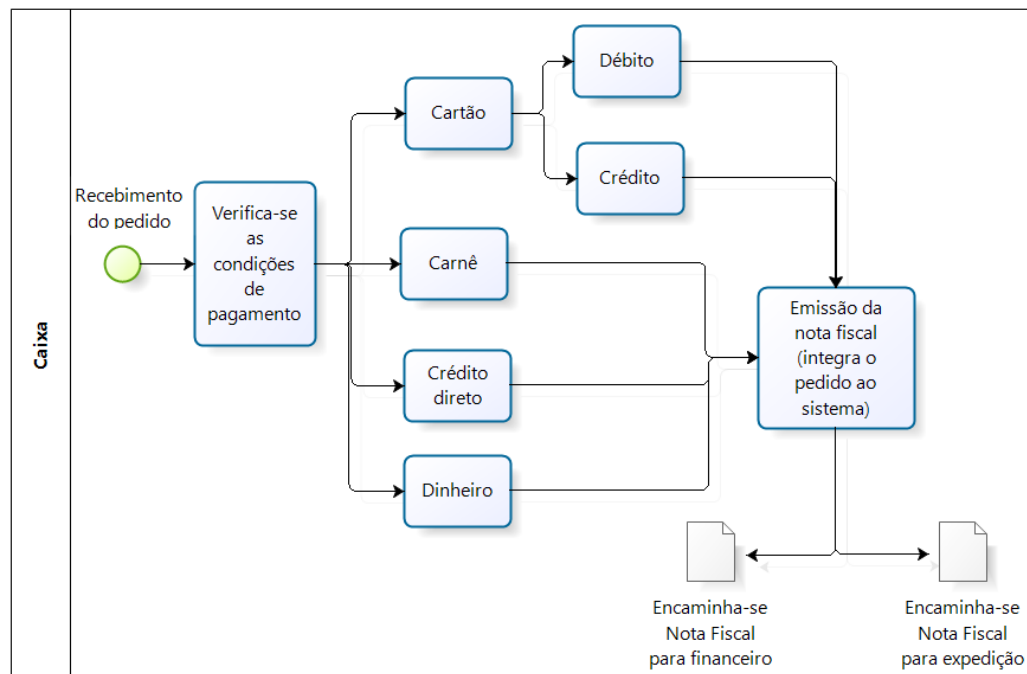 Caixa
Recebimento
do pedido
Verifica-se
as
condições
de
pagamento
Cartão
Débito
Crédito
Carnê
Crédito
direto
Dinheiro
Emissão da
nota fiscal
(integra o
pedido ao
sistema)
Encaminha-se
Nota Fiscal
para financeiro
Encaminha-se
Nota Fiscal
para expedição